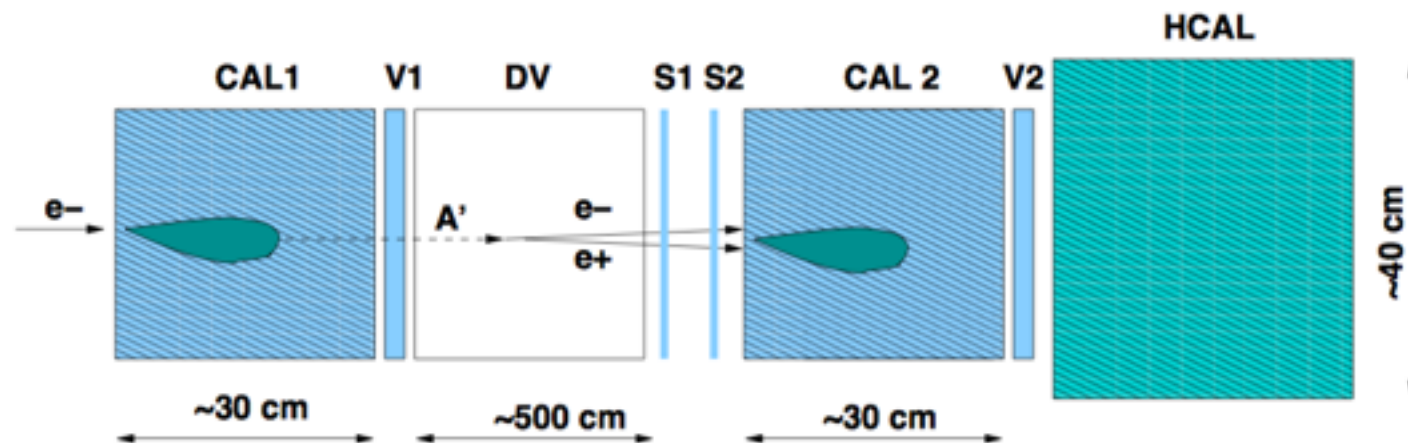 HCAL
CAL1 V1 DV S1 S2 CAL 2 V2
e− A’ e−
e+
~40 cm
~30 cm ~500 cm ~30 cm